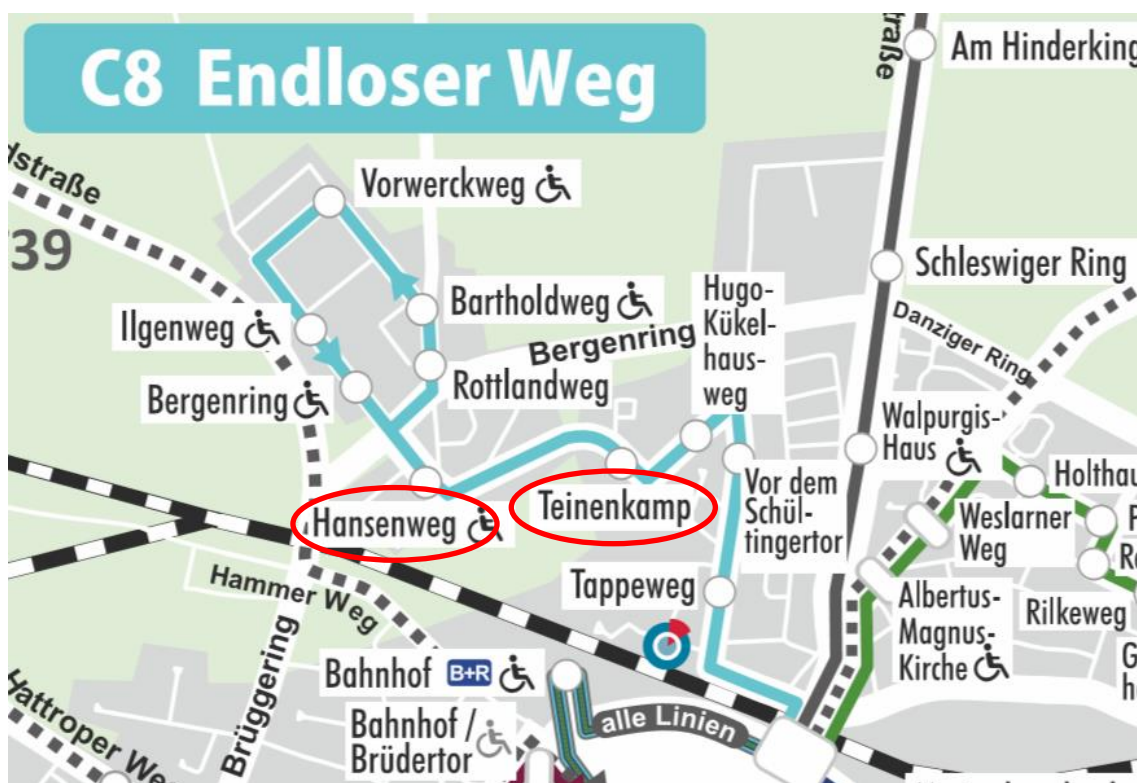 C8 Endloser Weg
Am Hinderking
Vorwerckweg
39
Schleswiger Ring
Bartholdweg
Hugo-
Kükel-
haus-
weg
Danziger Ring
Ilgenweg
Bergenring
Rottlandweg
Bergenring
Walpurgis-
Haus
Holthau
Teinenkamp
Vor dem
Schül-
tingertor
Hansenweg
Weslarner
Weg
Hammer Weg
Tappeweg
Albertus-
Magnus-
Kirche
Rilkeweg
Brüggering
Bahnhof B+R
alle Linien
Bahnhof /
Brüdertor
Hattroper Weg